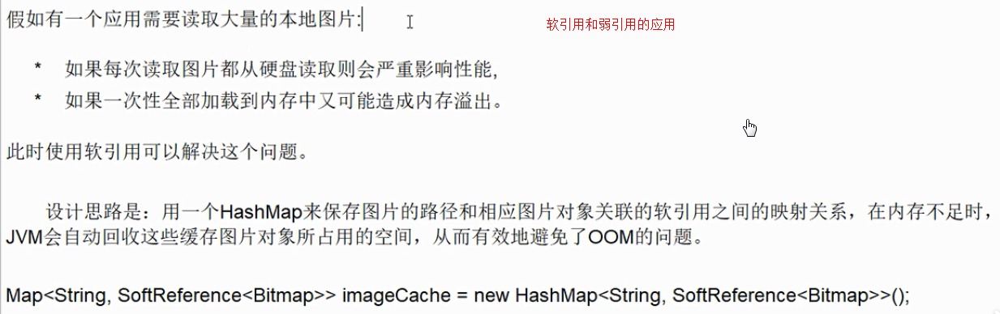 假如有一个应用需要读取大量的本地图片:
软引用和弱引用的应用
* 如果每次读取图片都从硬盘读取则会严重影响性能,
* 如果一次性全部加载到内存中又可能造成内存溢出。
此时使用软引用可以解决这个问题。
设计思路是：用一个HashMap来保存图片的路径和相应图片对象关联的软引用之间的映射关系，在内存不足时，
JVM会自动回收这些缓存图片对象所占用的空间，从而有效地避免了OOM的问题。
Map<String, SoftReference<Bitmap>> imageCache = new HashMap<String, SoftReference<Bitmap>>();